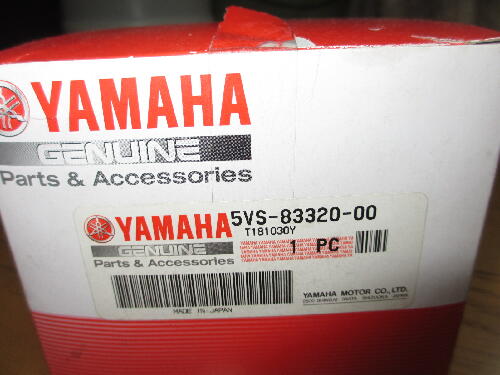 YAMAHA
GENUINE
Parts & Accessories
YAMAHA
GENUINE
Parts & Accessories
5VS-83320-00
T181030Y
1 PC
MADE IN JAPAN
YAMAHA MOTOR CO., LTD.